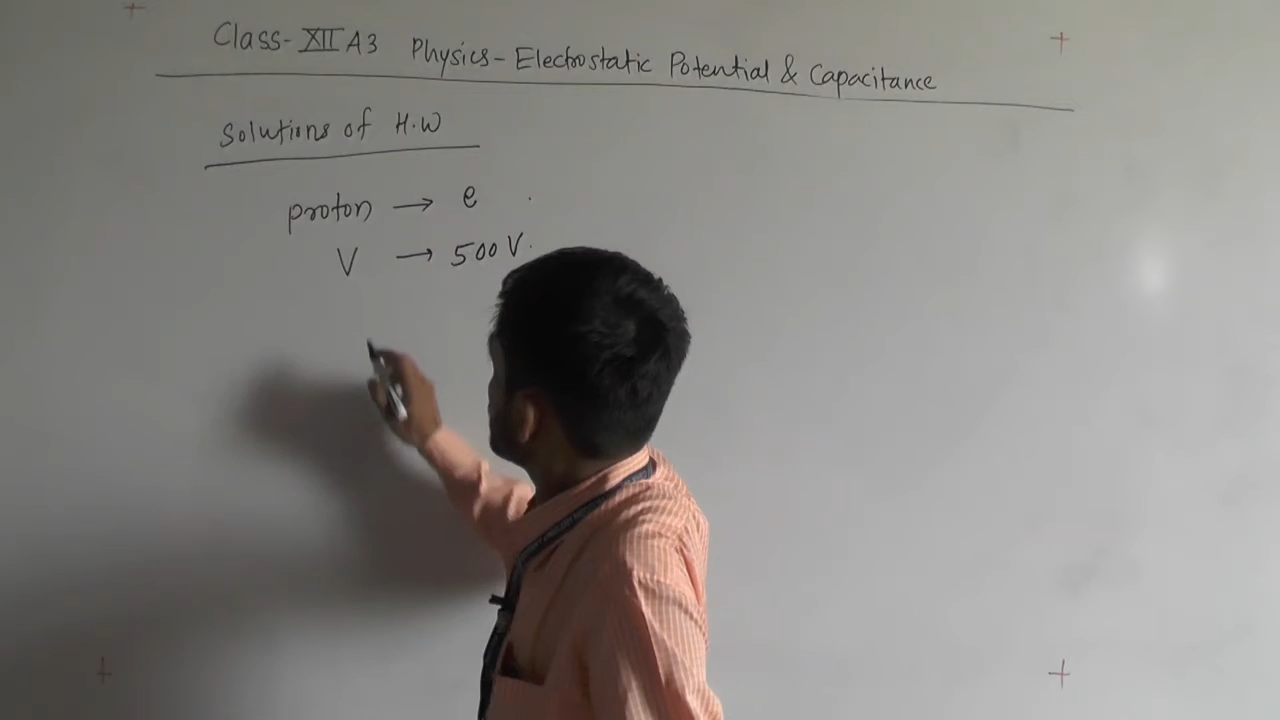 Class-XII A3 Physics - Electrostatic Potential & Capacitance
Solutions of H.W
proton → e
V → 500 V.